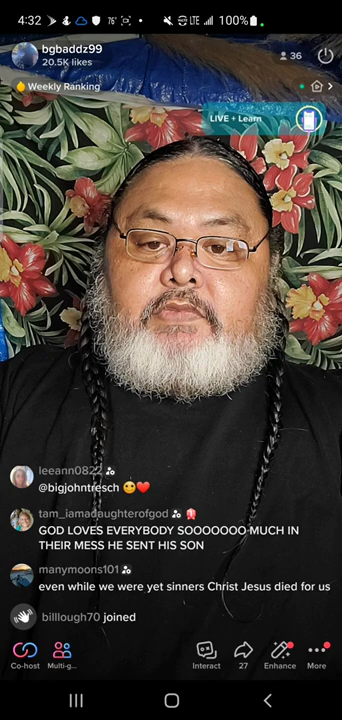 4:32 76° LTE 100%
bgbaddz99
20.5K likes
36
Weekly Ranking
LIVE + Learn
leeann0822
@bigjohntresch
tam_iamadaughterofgod
GOD LOVES EVERYBODY SOOOOOOO MUCH IN
THEIR MESS HE SENT HIS SON
manymoons101
even while we were yet sinners Christ Jesus died for us
billlough70 joined
Co-host Multi-g... Interact 27 Enhance More